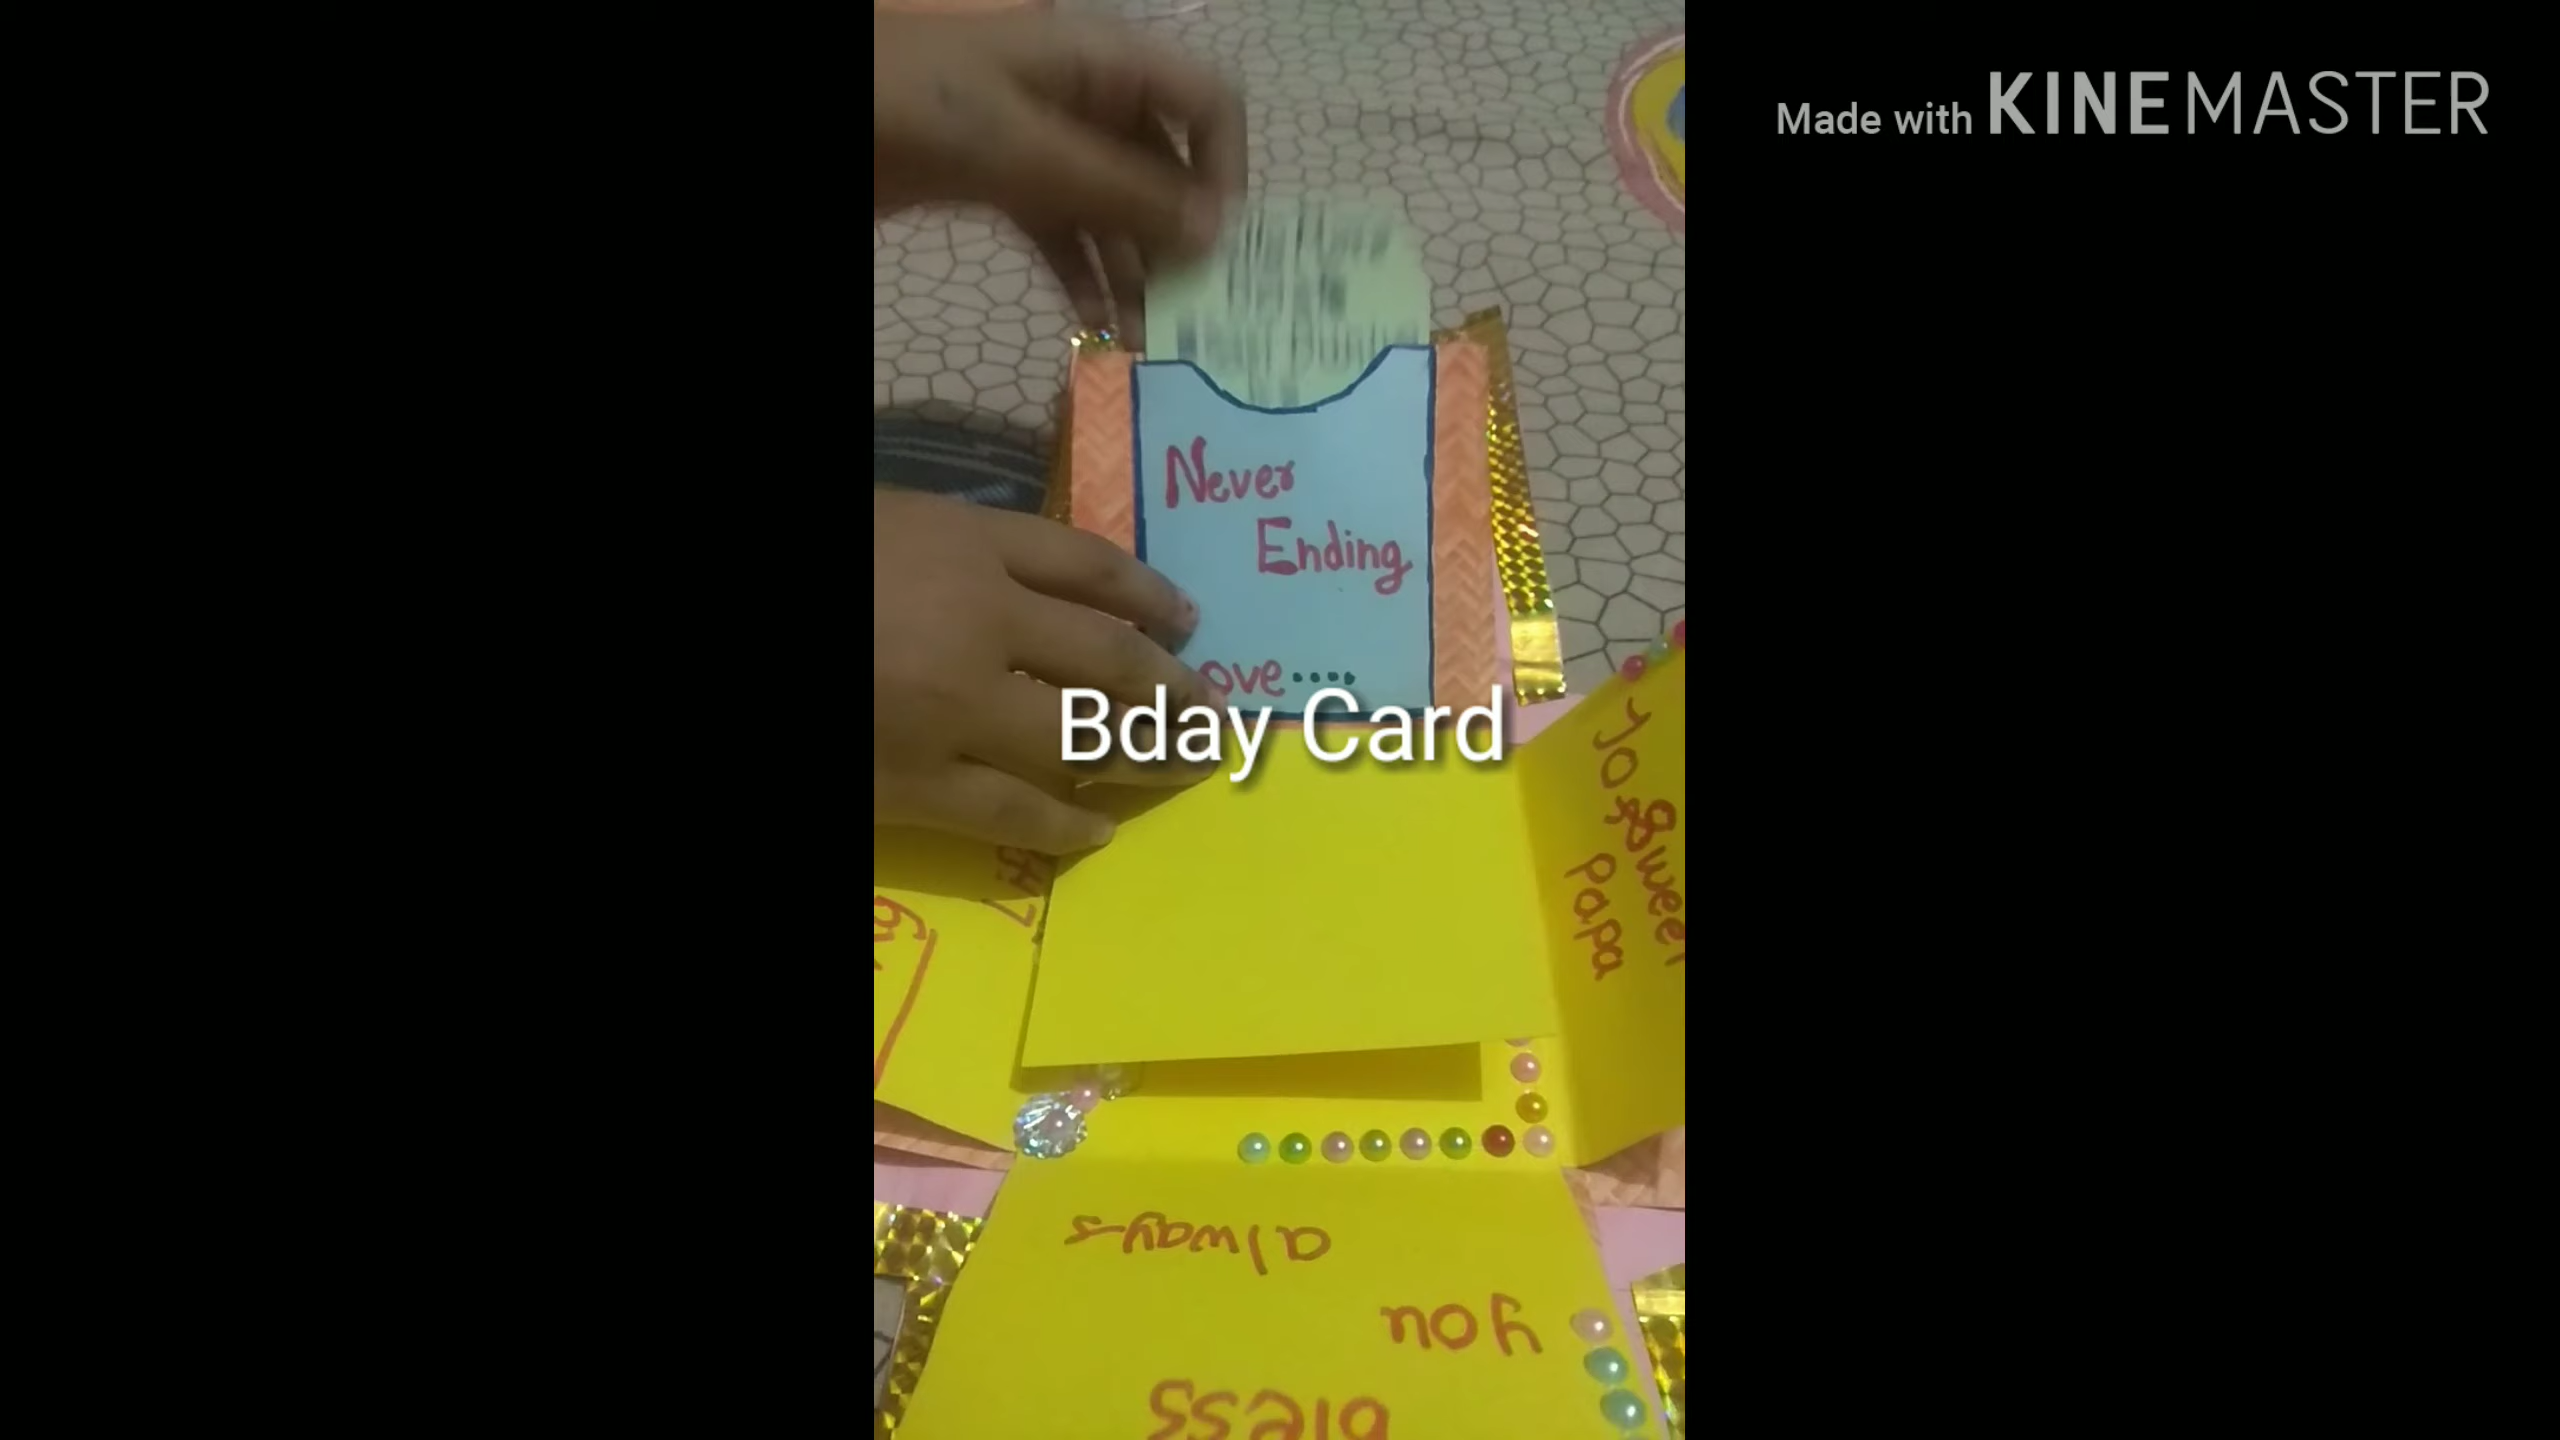 Made with KINEMASTER
Never
Ending
ove....
Bday Card
To
Sweet
Papa
always
you
bless